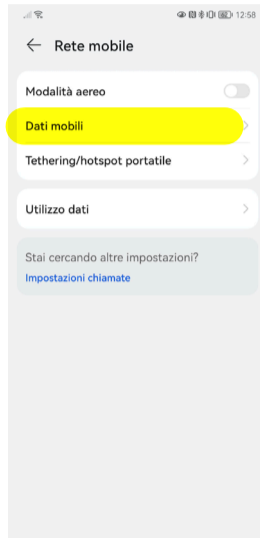 12:58
Rete mobile
Modalità aereo
Dati mobili
Tethering/hotspot portatile
Utilizzo dati
Stai cercando altre impostazioni?
Impostazioni chiamate